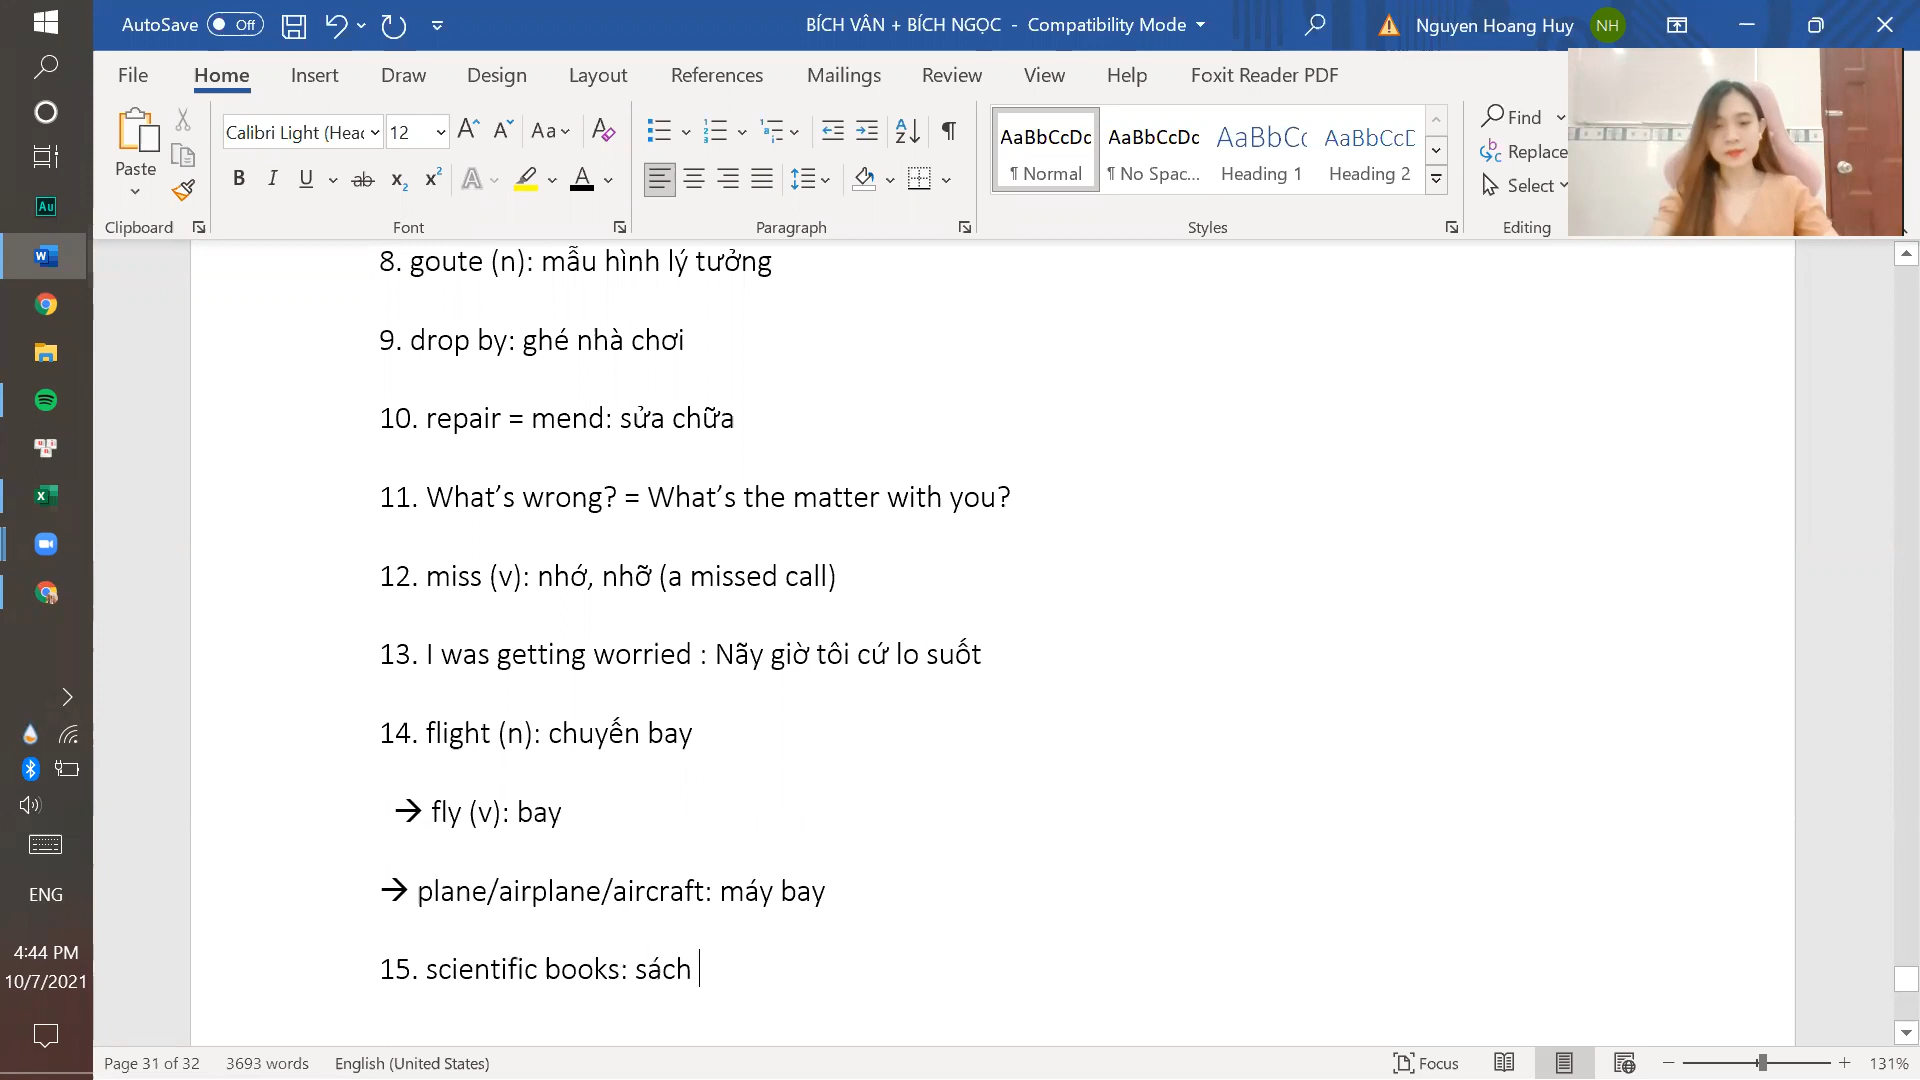 AutoSave Off BÍCH VÂN + BÍCH NGỌC - Compatibility Mode Nguyen Hoang Huy NH
File Home Insert Draw Design Layout References Mailings Review View Help Foxit Reader PDF
Calibri Light (Head 12 Aa
Paste
B I U ab x₂ x² A A
AaBbCcDc AaBbCcDc AaBbCc AaBbCcD
¶ Normal ¶ No Spac... Heading 1 Heading 2
Find
Replace
Select
Clipboard Font Paragraph Styles Editing
8. goute (n): mẫu hình lý tưởng
9. drop by: ghé nhà chơi
10. repair = mend: sửa chữa
11. What’s wrong? = What’s the matter with you?
12. miss (v): nhớ, nhỡ (a missed call)
13. I was getting worried : Nãy giờ tôi cứ lo suốt
14. flight (n): chuyến bay
→ fly (v): bay
→ plane/airplane/aircraft: máy bay
15. scientific books: sách
Au
ENG
4:44 PM
10/7/2021
Page 31 of 32 3693 words English (United States) Focus 131%